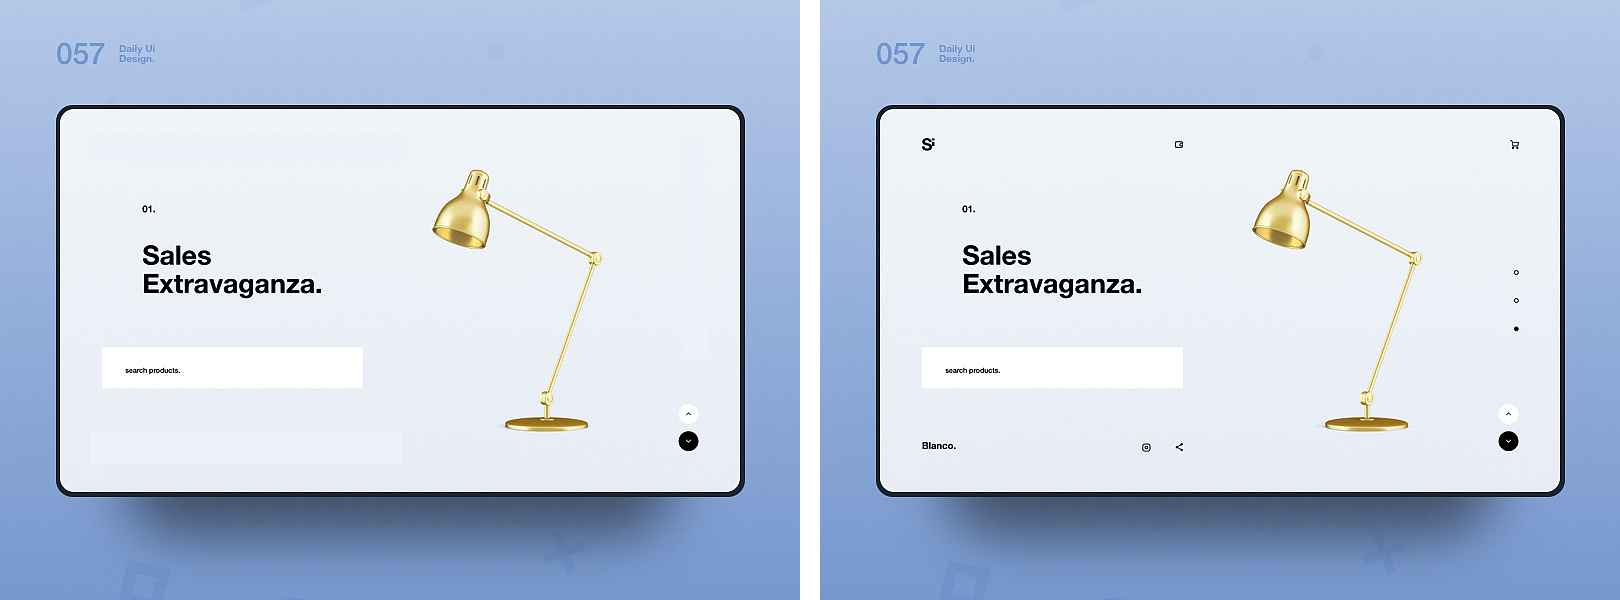 057
Daily Ui
Design.
01.
Sales
Extravaganza.
search products.
057
Daily Ui
Design.
Si
01.
Sales
Extravaganza.
search products.
Blanco.